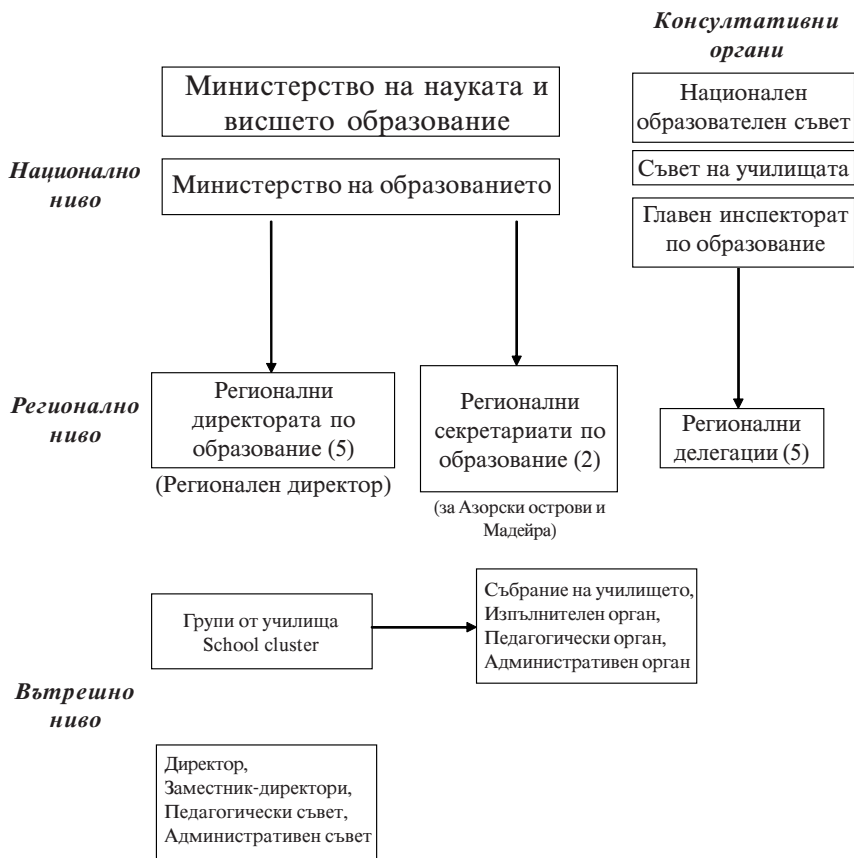 Консултативни
органи
Министерство на науката и
висшето образование
Национален
образователен съвет
Национално
ниво
Министерство на образованието
Съвет на училищата
Главен инспекторат
по образование
Регионално
ниво
Регионални
директората по
образование (5)
(Регионален директор)
Регионални
секретариати по
образование (2)
(за Азорски острови и
Мадейра)
Регионални
делегации (5)
Групи от училища
School cluster
Събрание на училището,
Изпълнителен орган,
Педагогически орган,
Административен орган
Вътрешно
ниво
Директор,
Заместник-директори,
Педагогически съвет,
Административен съвет